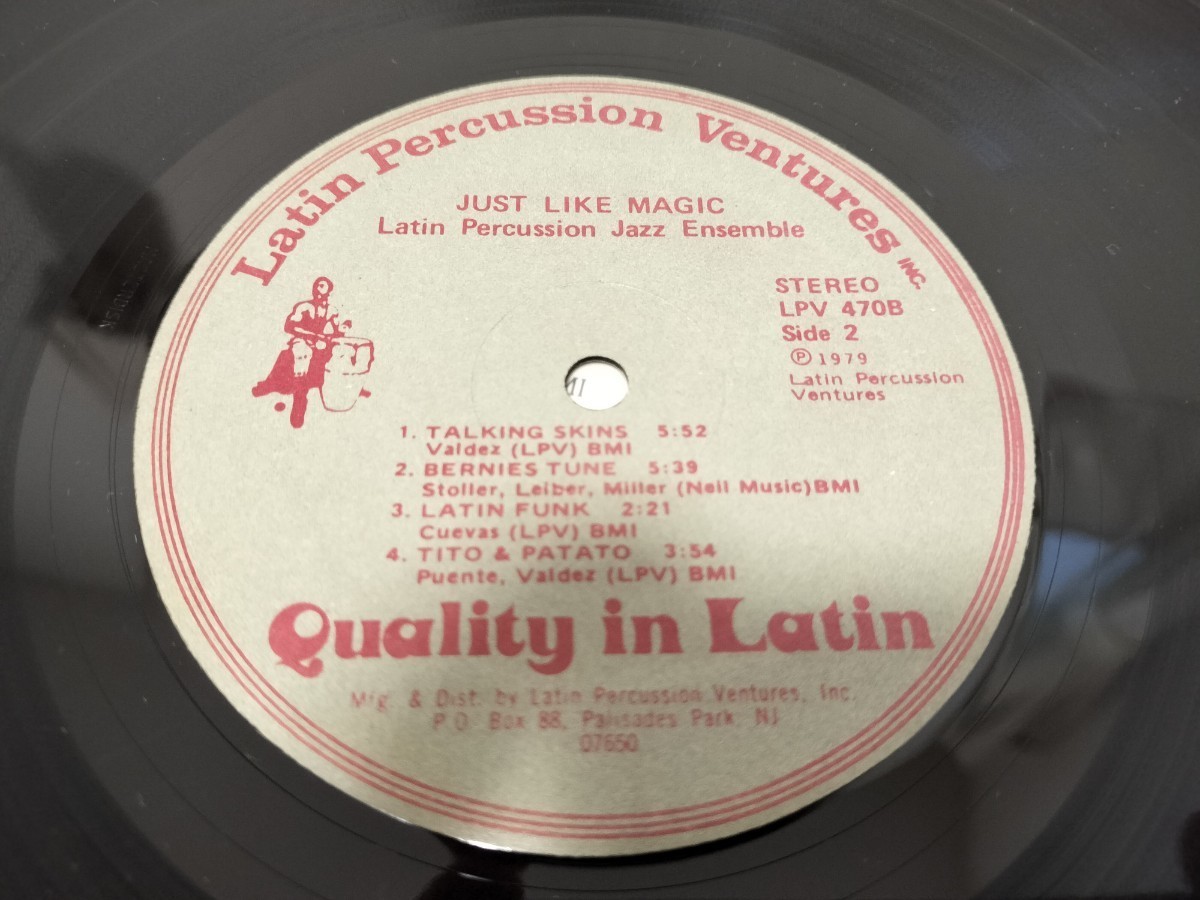 Latin Percussion Ventures INC.
JUST LIKE MAGIC
Latin Percussion Jazz Ensemble
STEREO
LPV 470B
Side 2
Ⓟ 1979
Latin Percussion
Ventures
1. TALKING SKINS 5:52
Valdez (LPV) BMI
2. BERNIES TUNE 5:39
Stoller, Leiber, Miller (Neil Music)BMI
3. LATIN FUNK 2:21
Cuevas (LPV) BMI
4. TITO & PATATO 3:54
Puente, Valdez (LPV) BMI
Quality in Latin
Mfg. & Dist. by Latin Percussion Ventures, Inc.
P.O. Box 88, Palisades Park, NJ
07650